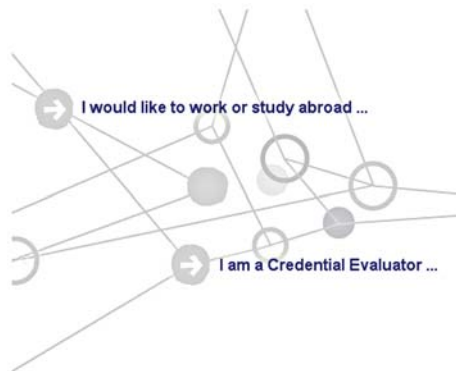 I would like to work or study abroad ...
I am a Credential Evaluator ...